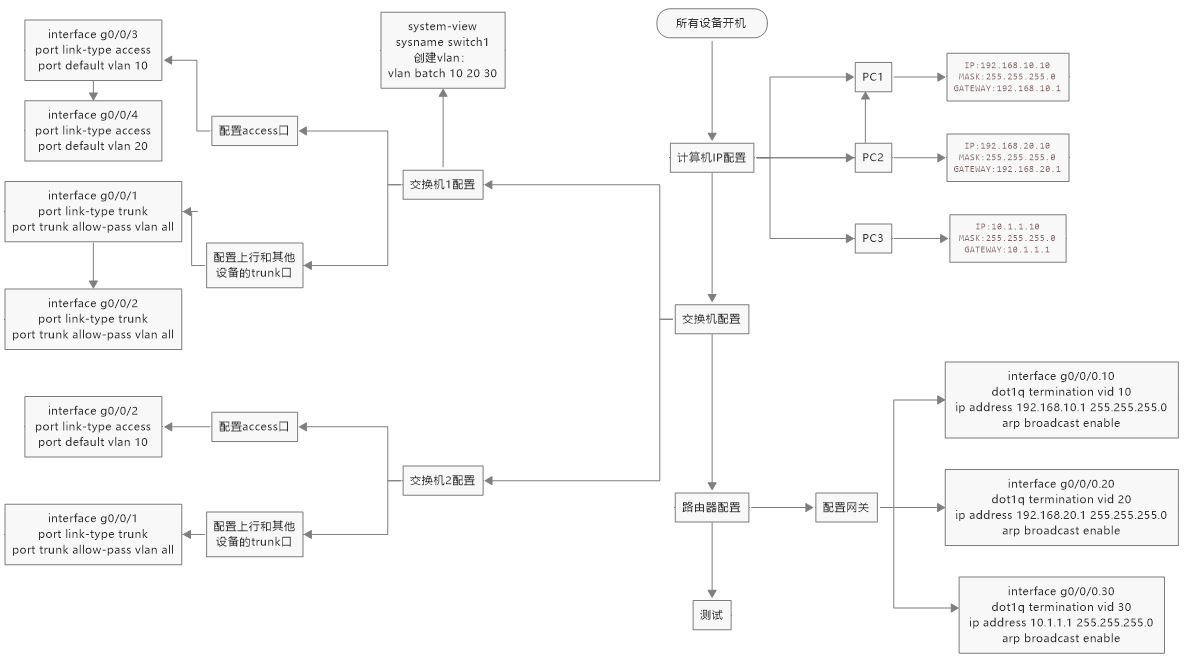 所有设备开机
计算机IP配置
PC1
IP:192.168.10.10
MASK:255.255.255.0
GATEWAY:192.168.10.1
PC2
IP:192.168.20.10
MASK:255.255.255.0
GATEWAY:192.168.20.1
PC3
IP:10.1.1.10
MASK:255.255.255.0
GATEWAY:10.1.1.1
交换机配置
交换机1配置
system-view
sysname switch1
创建vlan:
vlan batch 10 20 30
配置access口
interface g0/0/3
port link-type access
port default vlan 10
interface g0/0/4
port link-type access
port default vlan 20
配置上行和其他
设备的trunk口
interface g0/0/1
port link-type trunk
port trunk allow-pass vlan all
interface g0/0/2
port link-type trunk
port trunk allow-pass vlan all
交换机2配置
配置access口
interface g0/0/2
port link-type access
port default vlan 10
配置上行和其他
设备的trunk口
interface g0/0/1
port link-type trunk
port trunk allow-pass vlan all
路由器配置
配置网关
interface g0/0/0.10
dot1q termination vid 10
ip address 192.168.10.1 255.255.255.0
arp broadcast enable
interface g0/0/0.20
dot1q termination vid 20
ip address 192.168.20.1 255.255.255.0
arp broadcast enable
interface g0/0/0.30
dot1q termination vid 30
ip address 10.1.1.1 255.255.255.0
arp broadcast enable
测试